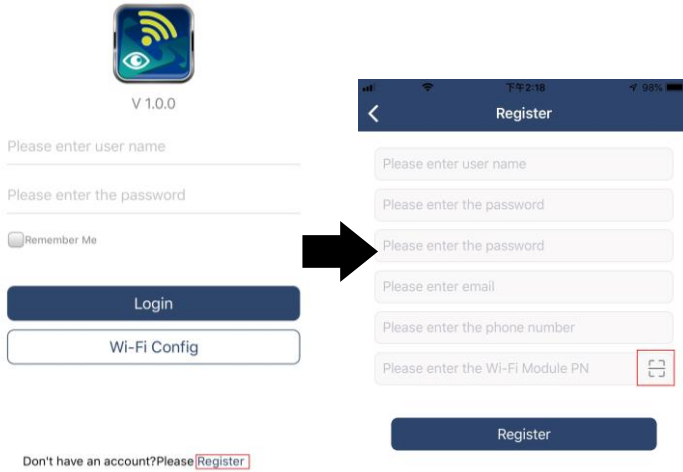 V 1.0.0
Please enter user name
Please enter the password
Remember Me
Login
Wi-Fi Config
Don't have an account?Please Register
下午2:18
98%
Register
Please enter user name
Please enter the password
Please enter the password
Please enter email
Please enter the phone number
Please enter the Wi-Fi Module PN
Register